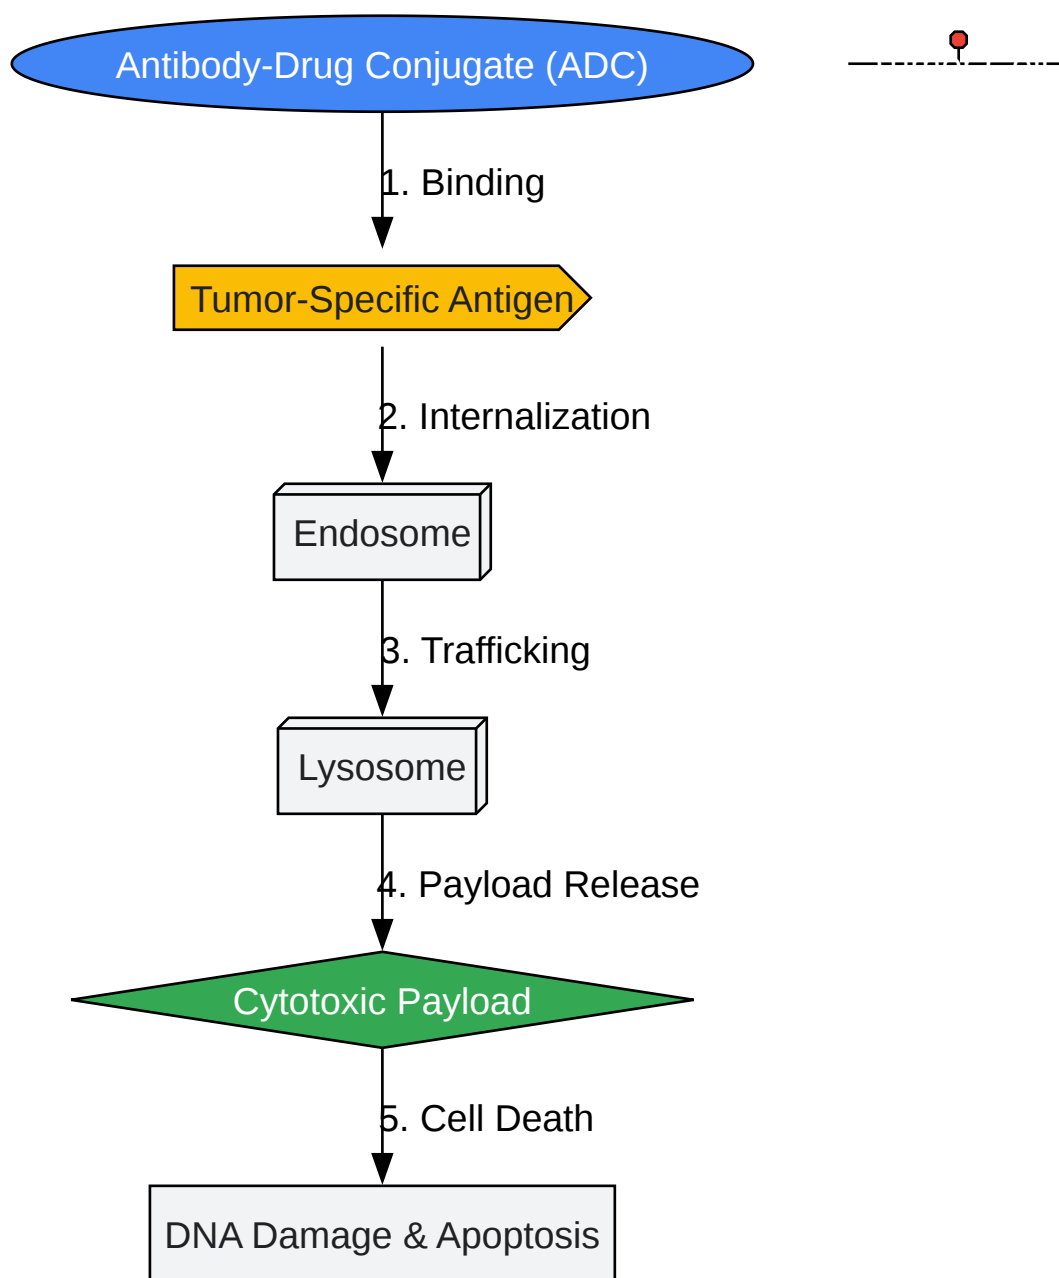 Antibody-Drug Conjugate (ADC)
1. Binding
Tumor-Specific Antigen
2. Internalization
Endosome
3. Trafficking
Lysosome
4. Payload Release
Cytotoxic Payload
5. Cell Death
DNA Damage & Apoptosis